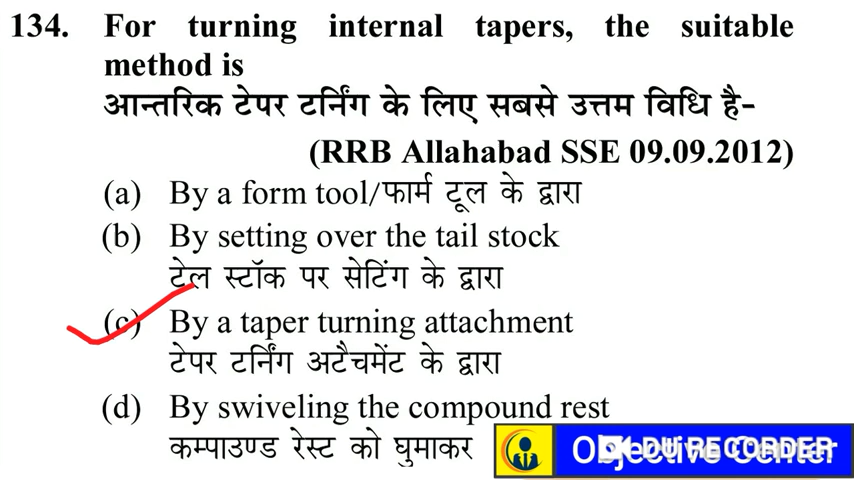 134. For turning internal tapers, the suitable
method is
आन्तरिक टेपर टर्निंग के लिए सबसे उत्तम विधि है-
(RRB Allahabad SSE 09.09.2012)
(a) By a form tool/फार्म टूल के द्वारा
(b) By setting over the tail stock
टेल स्टॉक पर सेटिंग के द्वारा
(c) By a taper turning attachment
टेपर टर्निंग अटैचमेंट के द्वारा
(d) By swiveling the compound rest
कम्पाउण्ड रेस्ट को घुमाकर
Objective Center
DU RECORDER